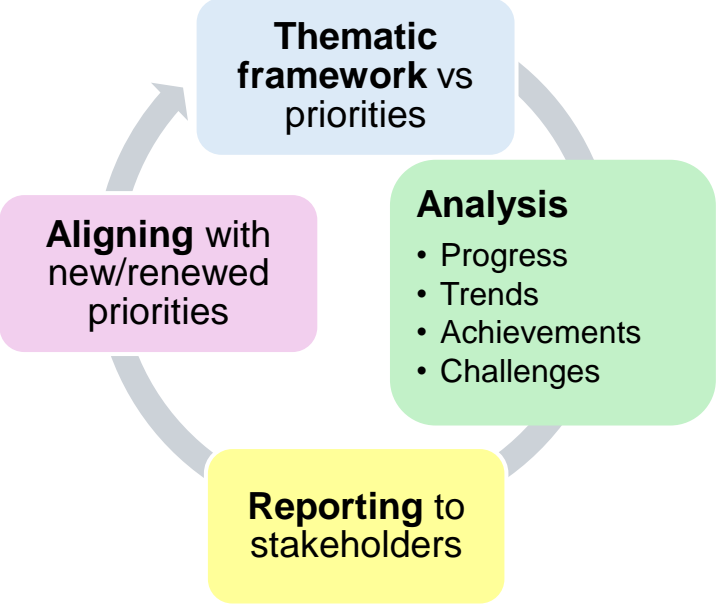 Thematic
framework vs
priorities
Analysis
• Progress
• Trends
• Achievements
• Challenges
Reporting to
stakeholders
Aligning with
new/renewed
priorities